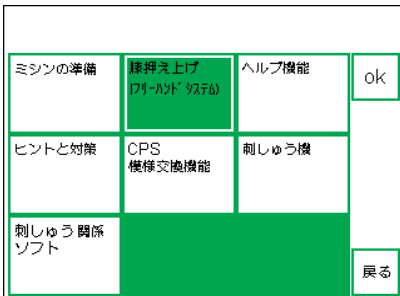 ミシンの準備
膝押え上げ
(フリーハンド システム)
ヘルプ機能
ok
ヒントと対策
CPS
模様交換機能
刺しゅう機
刺しゅう関係
ソフト
戻る